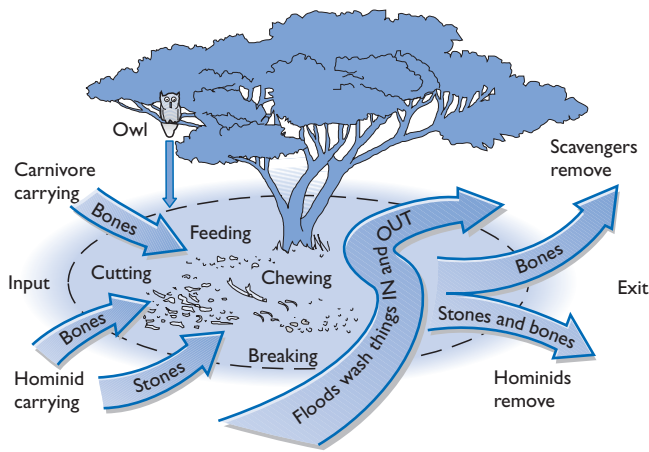 Owl
Scavengers
remove
Carnivore
carrying
Bones
Feeding
OUT
Floods wash things IN and
Bones
Input
Cutting
Chewing
Exit
Bones
Stones and bones
Breaking
Hominid
carrying
Stones
Hominids
remove